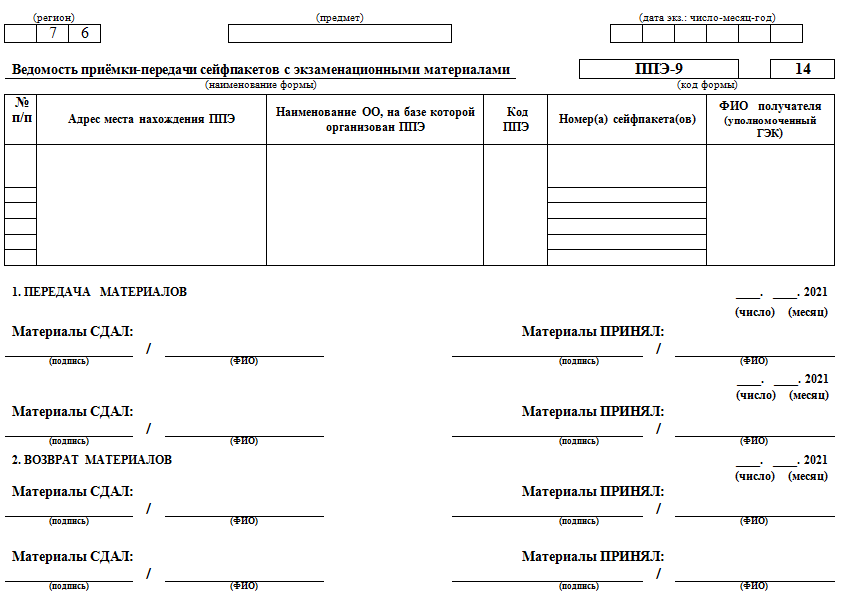 (регион) (предмет) (дата экз.: число-месяц-год)
7 6
Ведомость приёмки-передачи сейфпакетов с экзаменационными материалами ППЭ-9 14
(наименование формы) (код формы)
№ п/п Адрес места нахождения ППЭ Наименование ОО, на базе которой организован ППЭ Код ППЭ Номер(а) сейфпакета(ов) ФИО получателя (уполномоченный ГЭК)
1. ПЕРЕДАЧА МАТЕРИАЛОВ ____. ____. 2021
(число) (месяц)
Материалы СДАЛ: Материалы ПРИНЯЛ:
/ /
(подпись) (ФИО) (подпись) (ФИО)
____. ____. 2021
(число) (месяц)
Материалы СДАЛ: Материалы ПРИНЯЛ:
/ /
(подпись) (ФИО) (подпись) (ФИО)
2. ВОЗВРАТ МАТЕРИАЛОВ ____. ____. 2021
(число) (месяц)
Материалы СДАЛ: Материалы ПРИНЯЛ:
/ /
(подпись) (ФИО) (подпись) (ФИО)
Материалы СДАЛ: Материалы ПРИНЯЛ:
/ /
(подпись) (ФИО) (подпись) (ФИО)